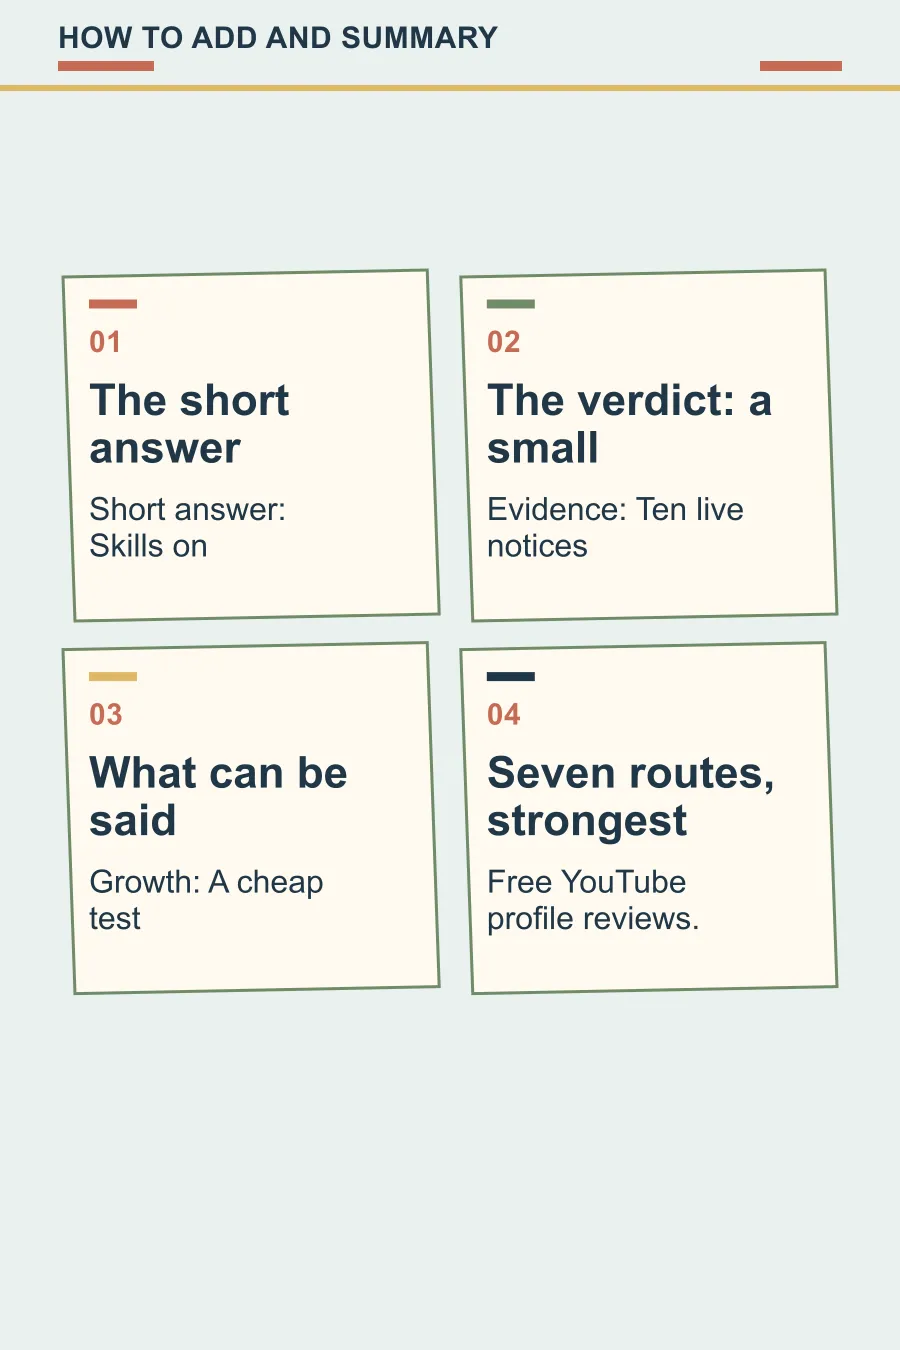 HOW TO ADD AND SUMMARY
01
The short
answer
Short answer:
Skills on
02
The verdict: a
small
Evidence: Ten live
notices
03
What can be
said
Growth: A cheap
test
04
Seven routes,
strongest
Free YouTube
profile reviews.